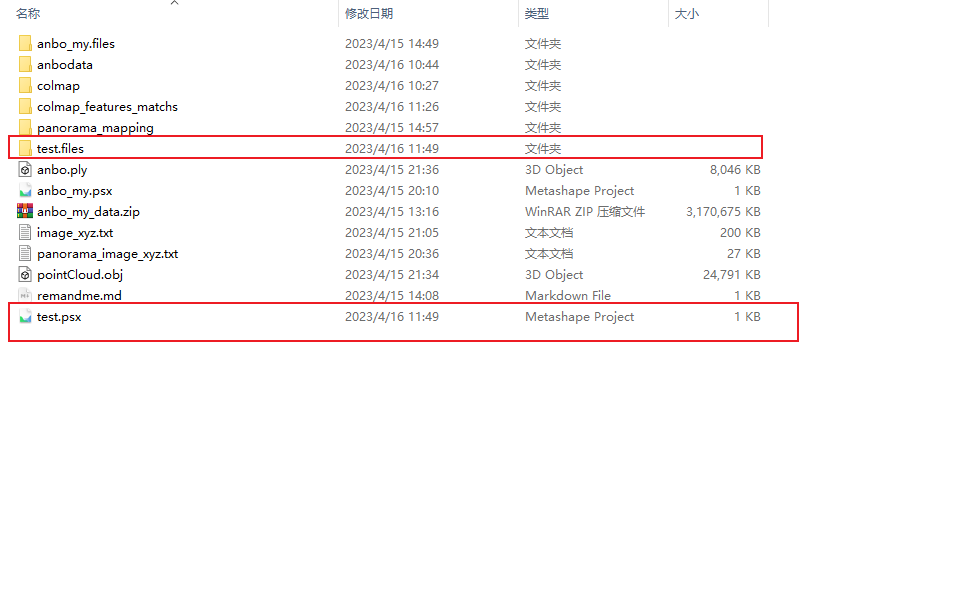 名称 修改日期 类型 大小
anbo_my.files 2023/4/15 14:49 文件夹
anbodata 2023/4/16 10:44 文件夹
colmap 2023/4/16 10:27 文件夹
colmap_features_matchs 2023/4/16 11:26 文件夹
panorama_mapping 2023/4/15 14:57 文件夹
test.files 2023/4/16 11:49 文件夹
anbo.ply 2023/4/15 21:36 3D Object 8,046 KB
anbo_my.psx 2023/4/15 20:10 Metashape Project 1 KB
anbo_my_data.zip 2023/4/15 13:16 WinRAR ZIP 压缩文件 3,170,675 KB
image_xyz.txt 2023/4/15 21:05 文本文档 200 KB
panorama_image_xyz.txt 2023/4/15 20:36 文本文档 27 KB
pointCloud.obj 2023/4/15 21:34 3D Object 24,791 KB
remandme.md 2023/4/15 14:08 Markdown File 1 KB
test.psx 2023/4/16 11:49 Metashape Project 1 KB